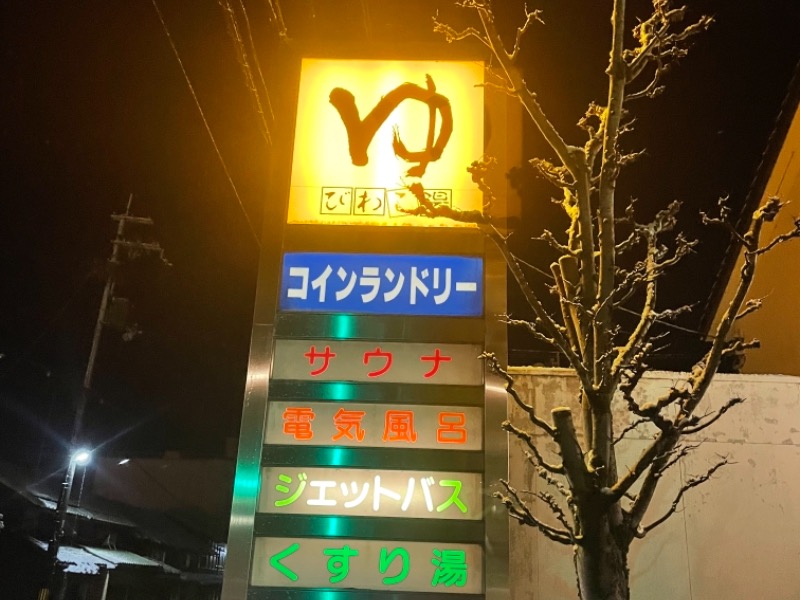 ゆ
びわこ湯
コインランドリー
サウナ
電気風呂
ジェットバス
くすり湯